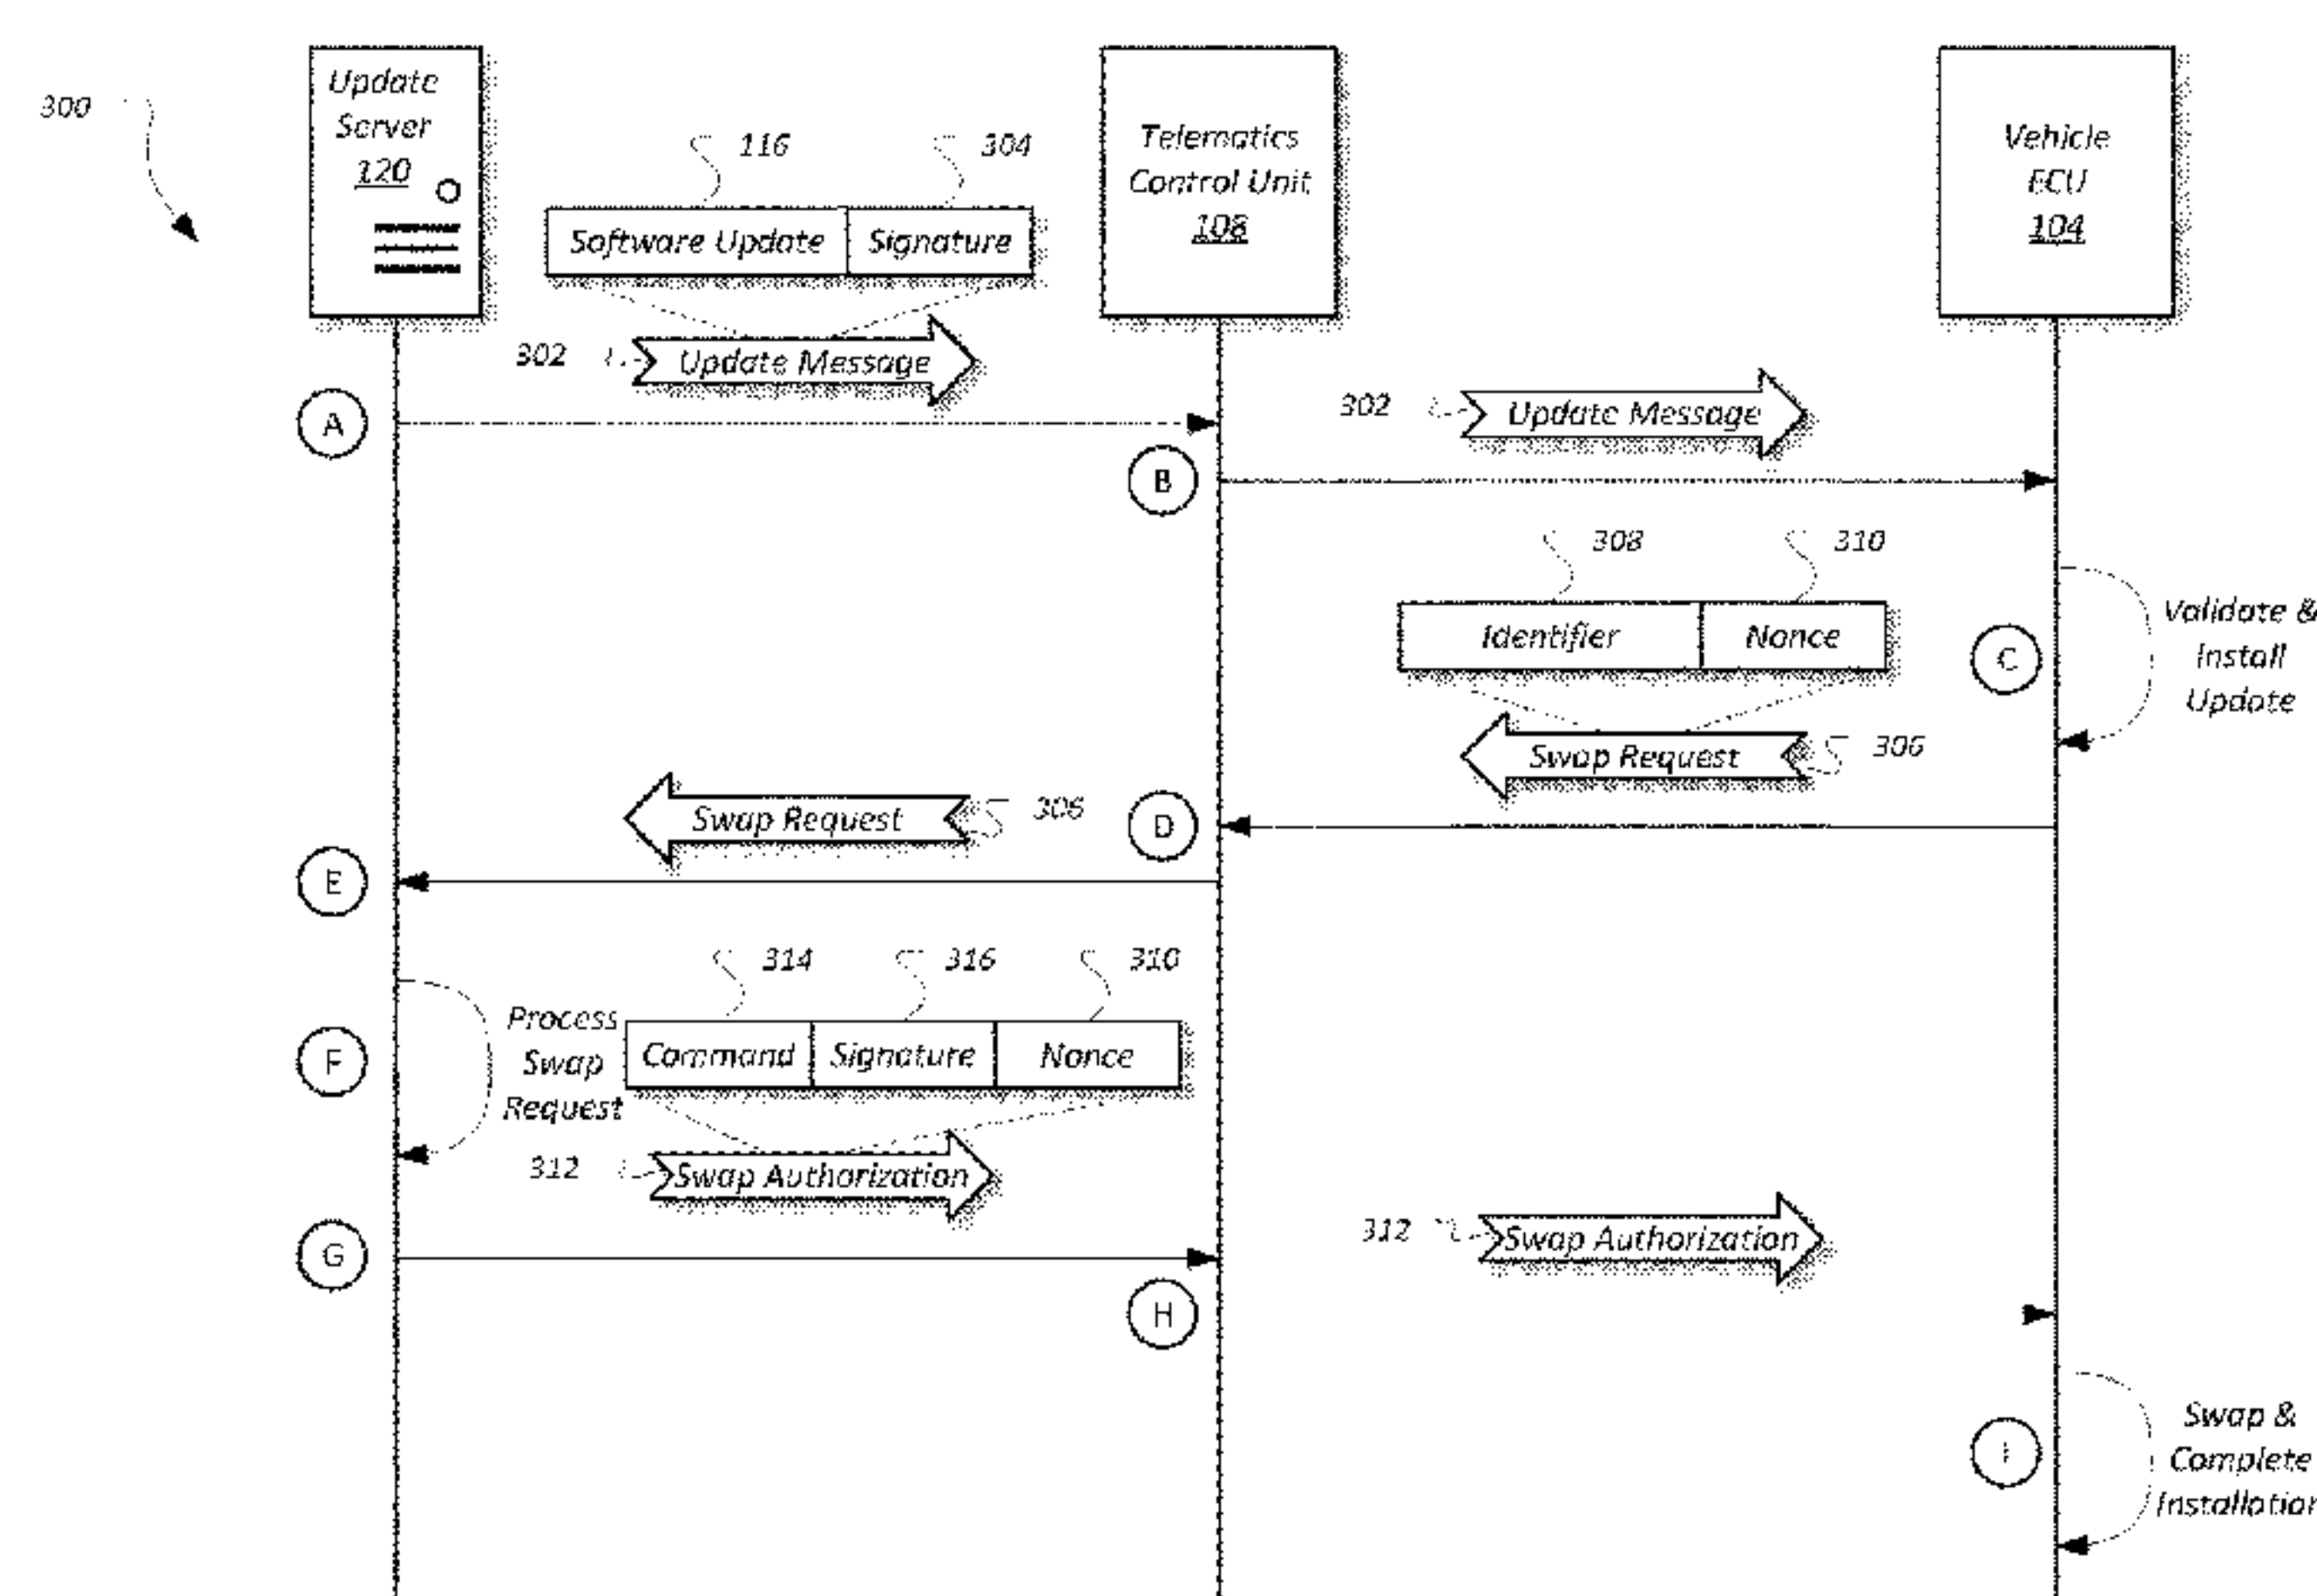 300
Update
Server
120
116
304
Software Update
Signature
302
Update Message
Telematics
Control Unit
108
Vehicle
ECU
104
A
302
Update Message
B
308
310
Identifier
Nonce
C
Validate &
Install
Update
Swap Request
306
Swap Request
306
D
E
314
316
310
Process
Swap
Request
Command
Signature
Nonce
F
312
Swap Authorization
G
312
Swap Authorization
H
I
Swap &
Complete
Installation